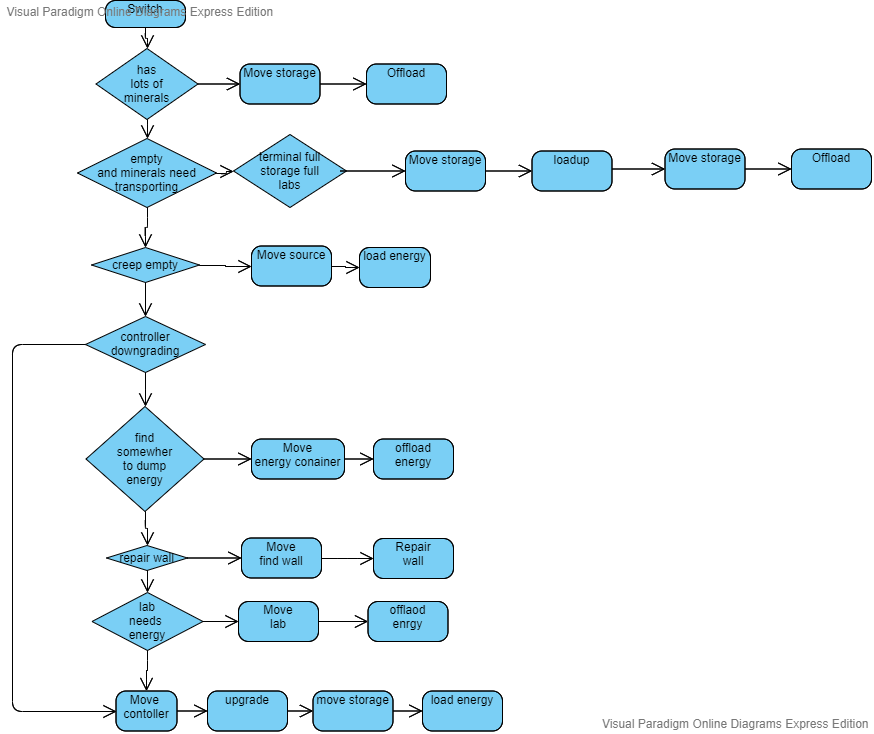 Visual Paradigm Online Diagrams Express Edition
Switch
has
lots of
minerals
Move storage
Offload
empty
and minerals need
transporting
terminal full
storage full
labs
Move storage
loadup
Move storage
Offload
creep empty
Move source
load energy
controller
downgrading
find
somewher
to dump
energy
Move
energy conainer
offload
energy
repair wall
Move
find wall
Repair
wall
lab
needs
energy
Move
lab
offlaod
enrgy
Move
contoller
upgrade
move storage
load energy
Visual Paradigm Online Diagrams Express Edition